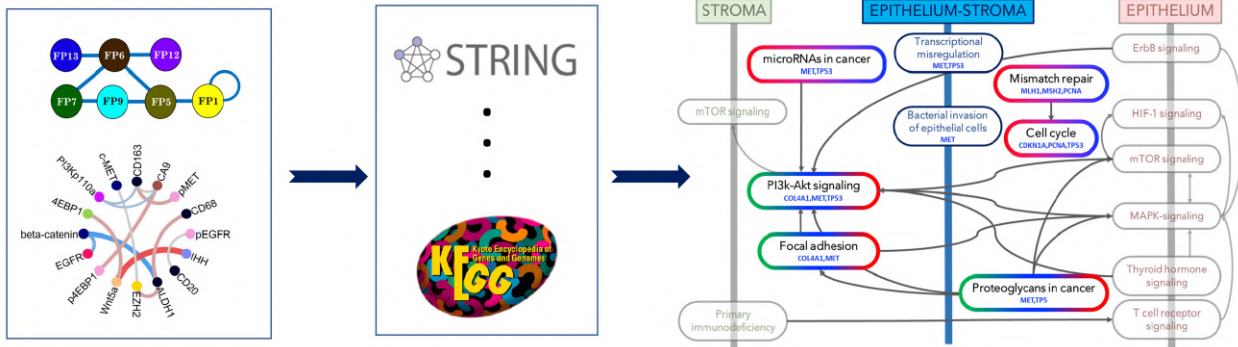 FP13
FP6
FP12
FP7
FP9
FP5
FP1
PI3Kp110a
c-MET
CD163
CA9
pMET
4EBP1
CD68
beta-catenin
pEGFR
EGFR
IHH
p4EBP1
CD20
Wnt5a
EZH2
ALDH1
STRING
KEGG
Kyoto Encyclopedia of
Genes and Genomes
STROMA
EPITHELIUM-STROMA
EPITHELIUM
microRNAs in cancer
MET,TP53
Transcriptional
misregulation
MET,TP53
ErbB signaling
Mismatch repair
MLH1,MSH2,PCNA
mTOR signaling
Bacterial invasion
of epithelial cells
MET
HIF-1 signaling
Cell cycle
CDKN1A,PCNA,TP53
mTOR signaling
PI3k-Akt signaling
COL4A1,MET,TP53
MAPK-signaling
Focal adhesion
COL4A1,MET
Thyroid hormone
signaling
Proteoglycans in cancer
MET,TP5
Primary
immunodeficiency
T cell receptor
signaling